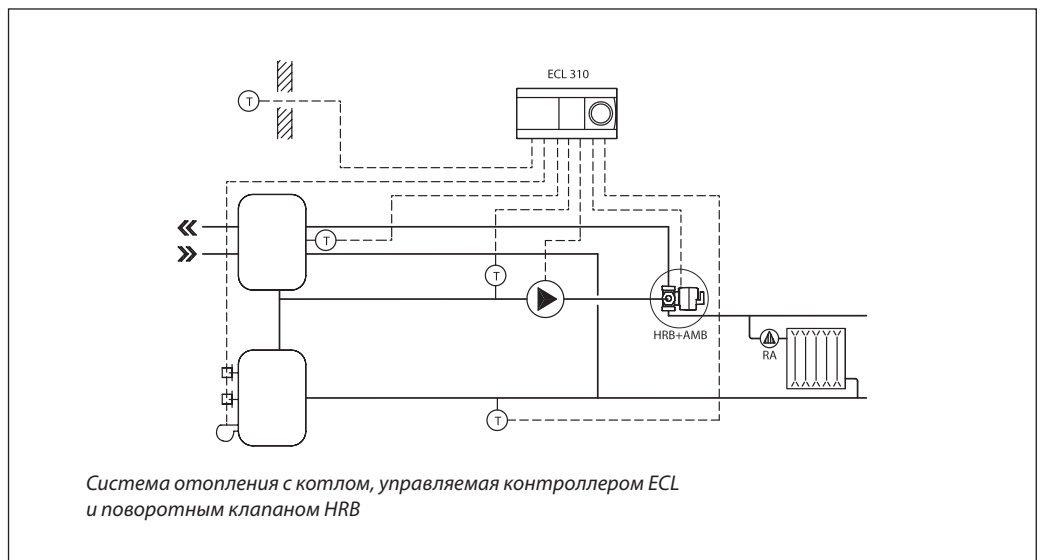 ECL 310
T
T
T
HRB+AMB
RA
T
Система отопления с котлом, управляемая контроллером ECL
и поворотным клапаном HRB